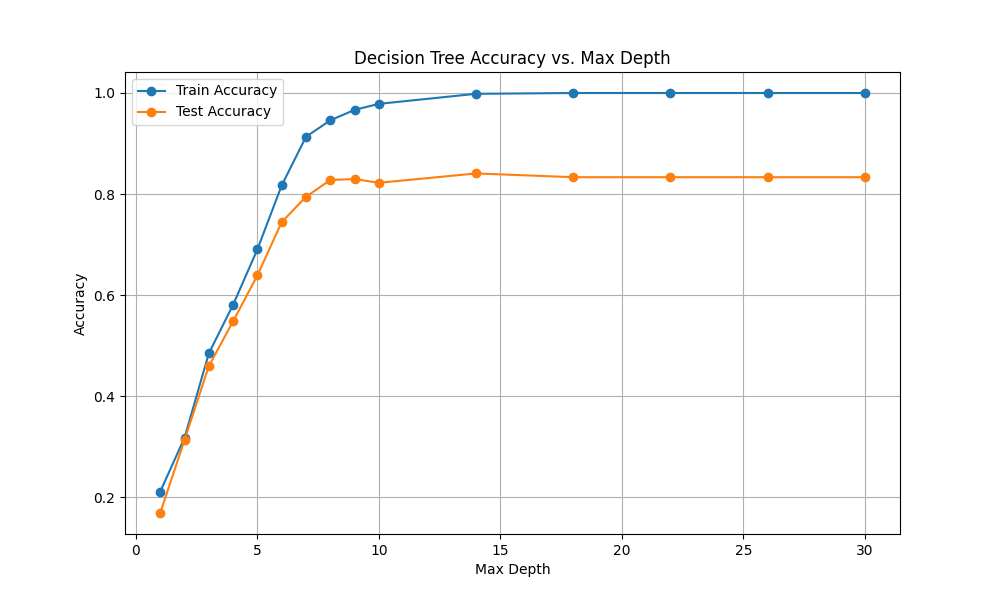 Decision Tree Accuracy vs. Max Depth
Train Accuracy
Test Accuracy
1.0
0.8
0.6
0.4
0.2
Accuracy
0 5 10 15 20 25 30
Max Depth